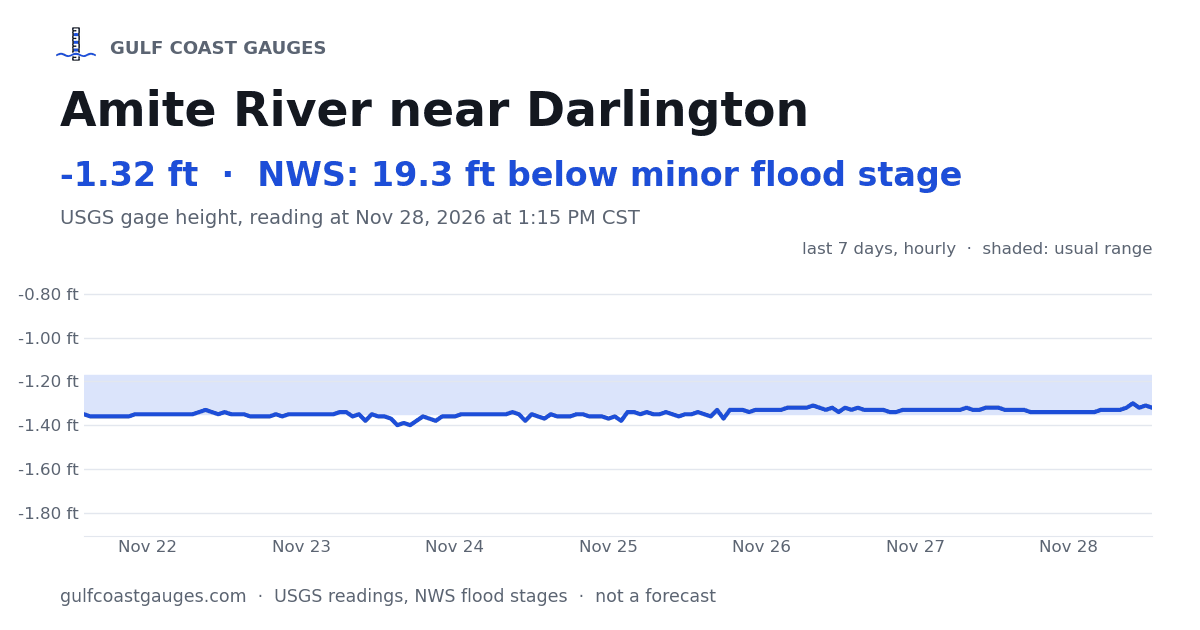 GULF COAST GAUGES
Amite River near Darlington
-1.32 ft · NWS: 19.3 ft below minor flood stage
USGS gage height, reading at Nov 28, 2026 at 1:15 PM CST
last 7 days, hourly · shaded: usual range
-0.80 ft
-1.00 ft
-1.20 ft
-1.40 ft
-1.60 ft
-1.80 ft
Nov 22 Nov 23 Nov 24 Nov 25 Nov 26 Nov 27 Nov 28
gulfcoastgauges.com · USGS readings, NWS flood stages · not a forecast